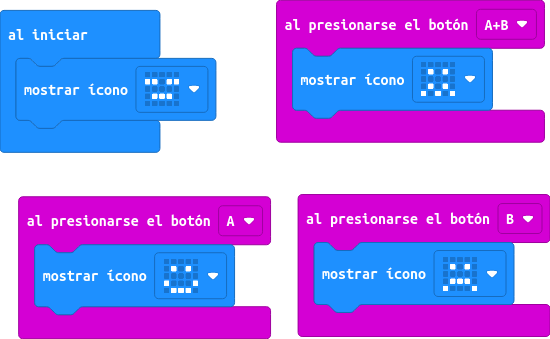 al iniciar
mostrar ícono
al presionarse el botón A+B
mostrar ícono
al presionarse el botón A
mostrar ícono
al presionarse el botón B
mostrar ícono